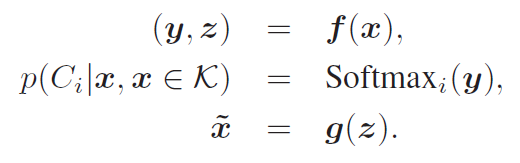 (y, z) = f(x),
p(C_i|x, x ∈ K) = Softmax_i(y),
x̃ = g(z).